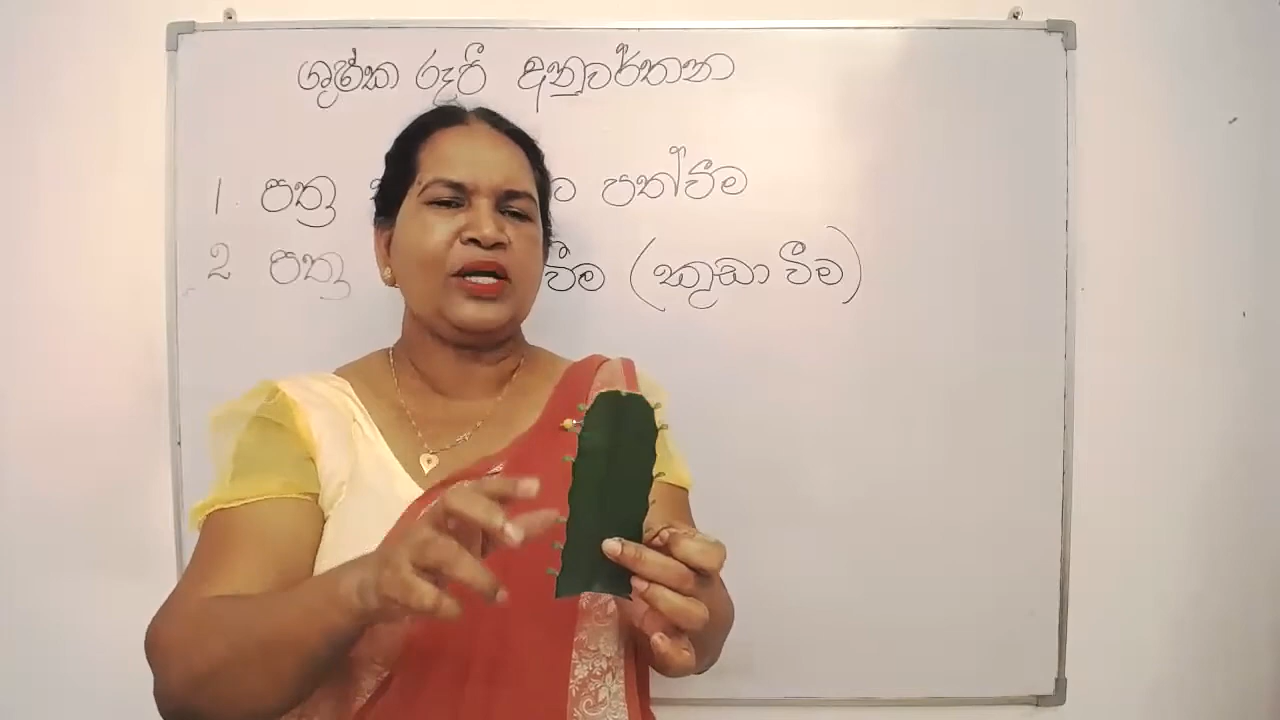 ශුෂ්ක රූපී අනුවර්තන
1. පත්‍ර පත්වීම
2 පත්‍ර වීම (කුඩා වීම)